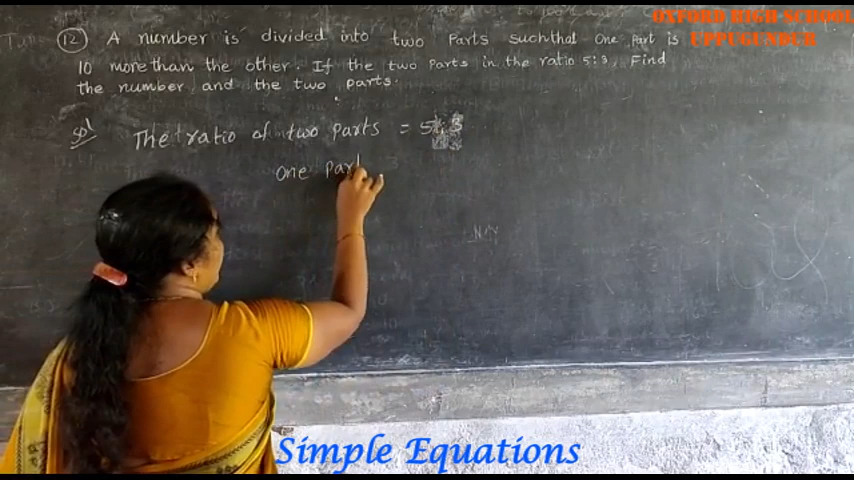 OXFORD HIGH SCHOOL
UPPUGUNDUR
12 A number is divided into two parts such that One part is
10 more than the other. If the two parts in the ratio 5:3. Find
the number and the two parts.
Sol The ratio of two parts = 5:3
One Part
Simple Equations